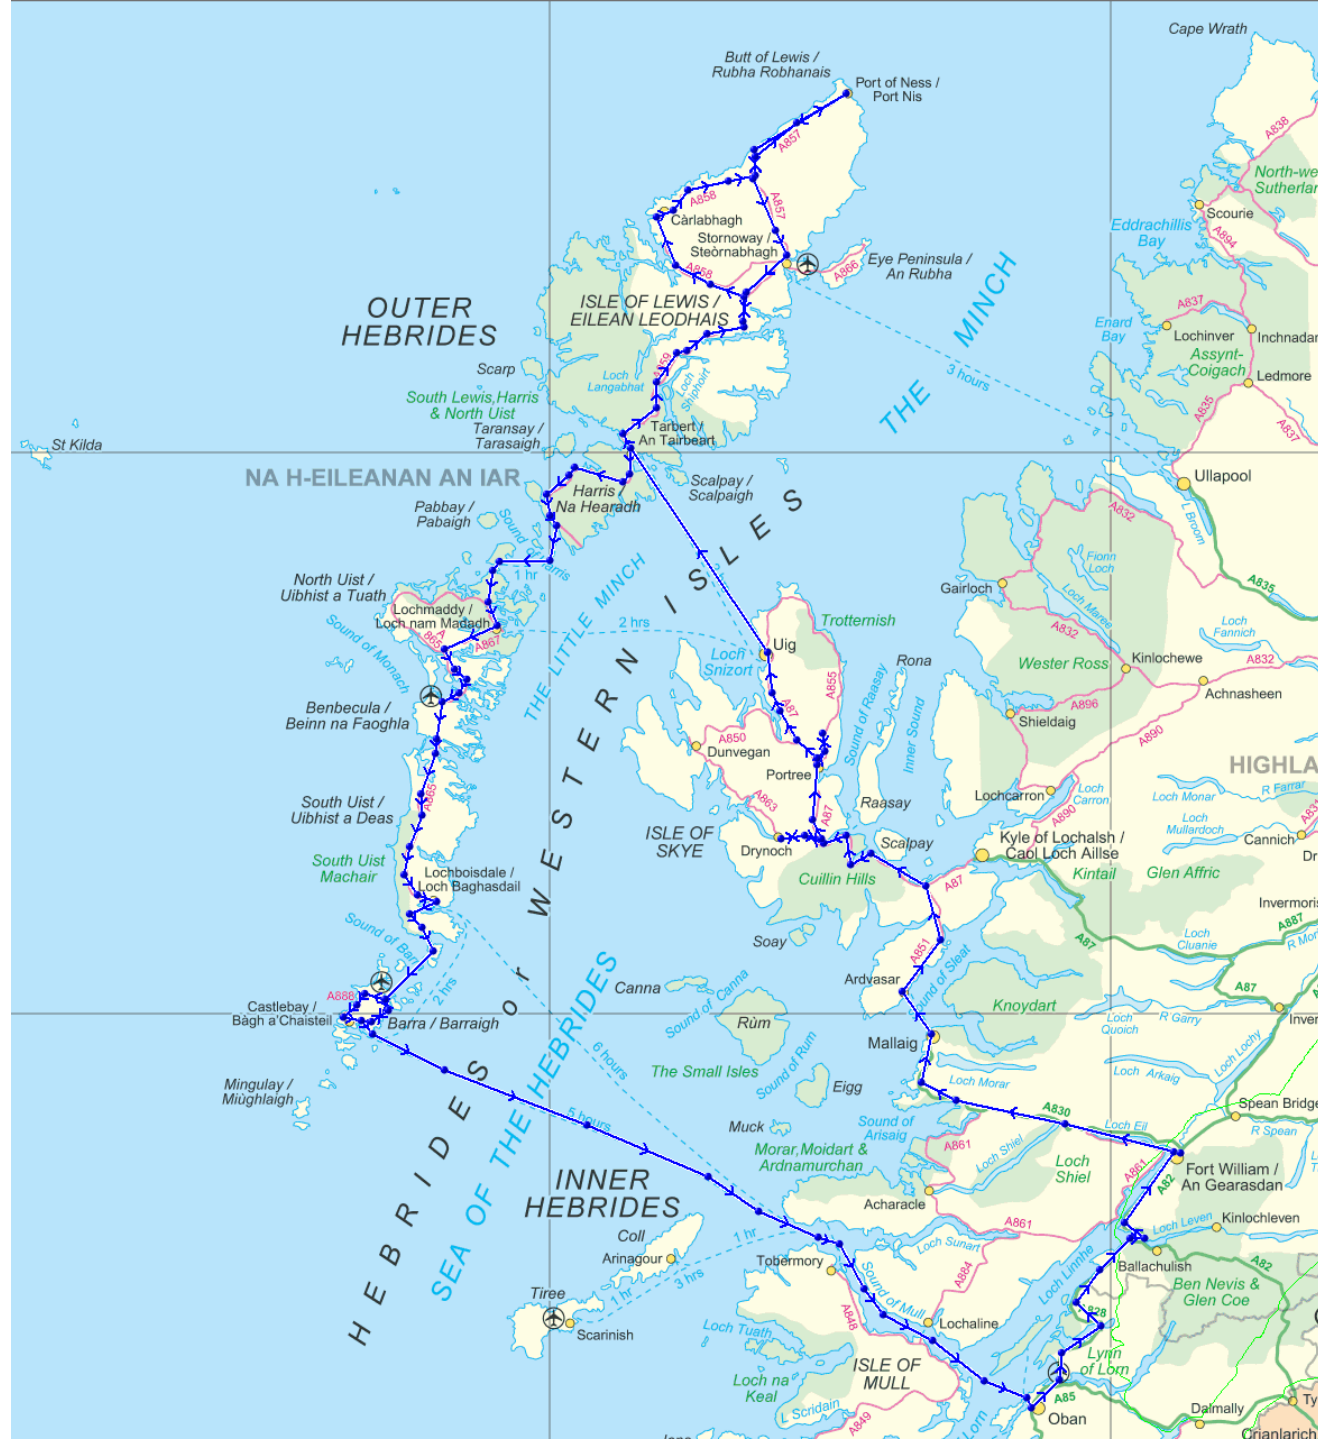 Cape Wrath
Butt of Lewis /
Rubha Robhanais
Port of Ness /
Port Nis
A857
A838
North-we
Sutherlar
Scourie
A894
Eddrachillis
Bay
A858
Càrlabhagh
A857
Stornoway /
Steòrnabhagh
A866
Eye Peninsula /
An Rubha
A858
ISLE OF LEWIS /
EILEAN LEODHAIS
OUTER
HEBRIDES
THE MINCH
A837
Enard
Bay
Lochinver
Inchnadar
Assynt-
Coigach
Ledmore
3 hours
A859
Scarp
Loch
Langabhat
Loch
Shiphoirt
South Lewis, Harris
& North Uist
A835
A837
Taransay /
Tarasaigh
Tarbert /
An Tairbeart
St Kilda
NA H-EILEANAN AN IAR
Ullapool
Scalpay /
Scalpaigh
Harris /
Na Hearadh
Pabbay /
Pabaigh
Sound of Harris
L Broom
A832
1 hr
THE LITTLE MINCH
Fionn
Loch
Loch Maree
Gairloch
A835
North Uist /
Uibhist a Tuath
Lochmaddy /
Loch nam Madadh
A
865
A867
2 hrs
Sound of Monach
Trotternish
Uig
Loch
Snizort
Loch
Fannich
A832
Wester Ross
Kinlochewe
A832
Achnasheen
Rona
A855
Sound of Raasay
Inner Sound
A896
Shieldaig
A890
Benbecula /
Beinn na Faoghla
A87
A850
Dunvegan
Portree
HIGHLA
Lochcarron
Loch
Carron
Loch Monar
R Farrar
A831
South Uist /
Uibhist a Deas
A865
A863
A87
Raasay
ISLE OF
SKYE
Drynoch
Scalpay
A890
Loch
Mullardoch
Cannich
Kyle of Lochalsh /
Caol Loch Aillse
South Uist
Machair
Lochboisdale /
Loch Baghasdail
Cuillin Hills
A87
Kintail
Glen Affric
Invermoris
A887
Sound of Barra
Soay
A851
Sound of Sleat
A87
Loch
Cluanie
R Mor
Ardvasar
A87
Canna
Sound of Canna
2 hrs
A888
Castlebay /
Bàgh a'Chaisteil
Barra / Barraigh
Rùm
Knoydart
Loch
Quoich
R Garry
Inver
Mallaig
6 hours
Sound of Rum
The Small Isles
Loch Morar
Loch Arkaig
Loch Lochy
Mingulay /
Miùghlaigh
Eigg
5 hours
Muck
Sound of
Arisaig
A830
Loch Eil
Spean Bridge
R Spean
Morar, Moidart &
Ardnamurchan
A861
Loch Shiel
Loch
Shiel
A861
A82
Fort William /
An Gearasdan
INNER
HEBRIDES
HEBRIDES or WESTERN ISLES
SEA OF THE HEBRIDES
Acharacle
A861
Loch Leven
Kinlochleven
Coll
Arinagour
1 hr
3 hrs
1 hr
Tobermory
Loch Sunart
A884
Loch Linnhe
Ballachulish
A82
Ben Nevis &
Glen Coe
Tiree
Scarinish
Sound of Mull
A848
Lochaline
A828
Loch Tuath
Loch na
Keal
ISLE OF
MULL
Lynn
of Lorn
L Scridain
A849
A85
Oban
Dalmally
Ty
Crianlarich